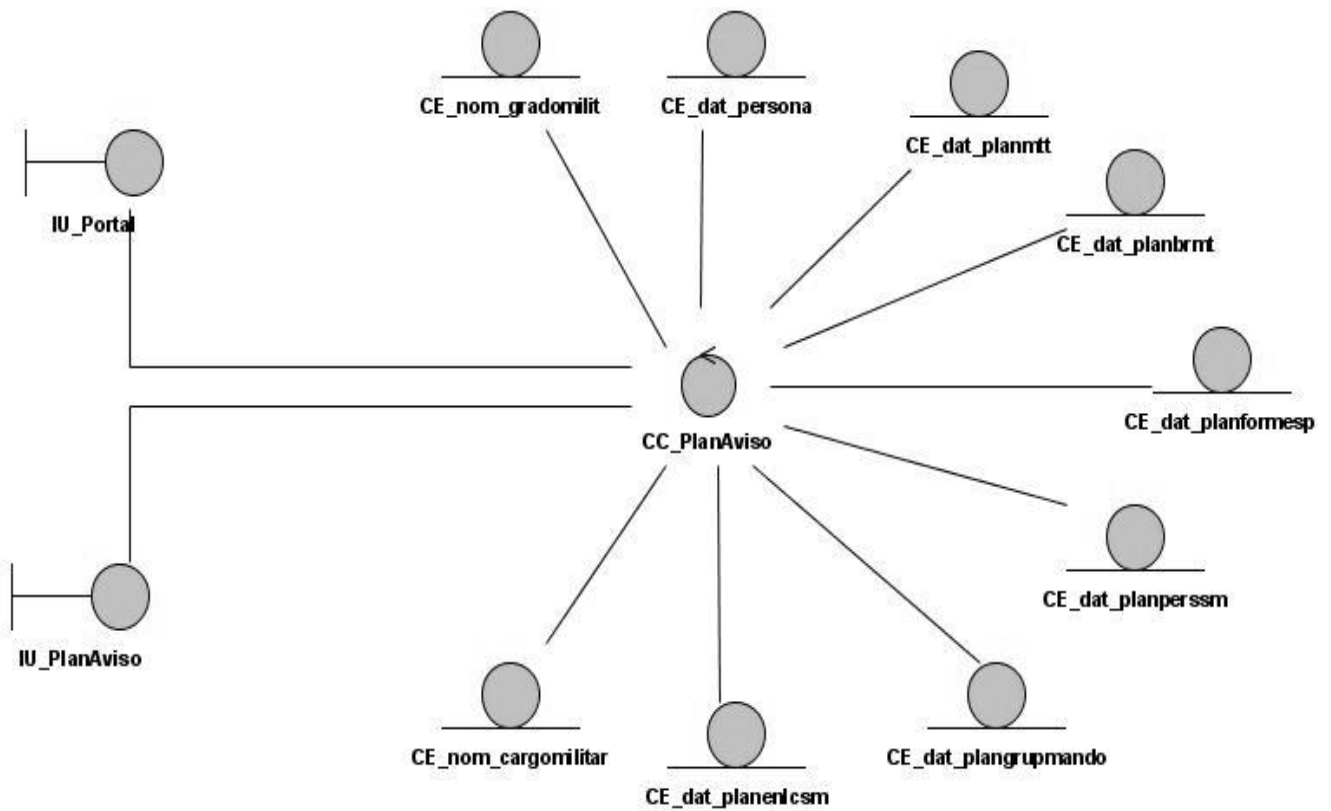 CE_nom_gradomilit
CE_dat_persona
CE_dat_planmtt
IU_Portal
CE_dat_planbrmt
CE_dat_planformesp
CC_PlanAviso
CE_dat_planperssm
IU_PlanAviso
CE_nom_cargomilitar
CE_dat_plangrupmando
CE_dat_planenlcsm